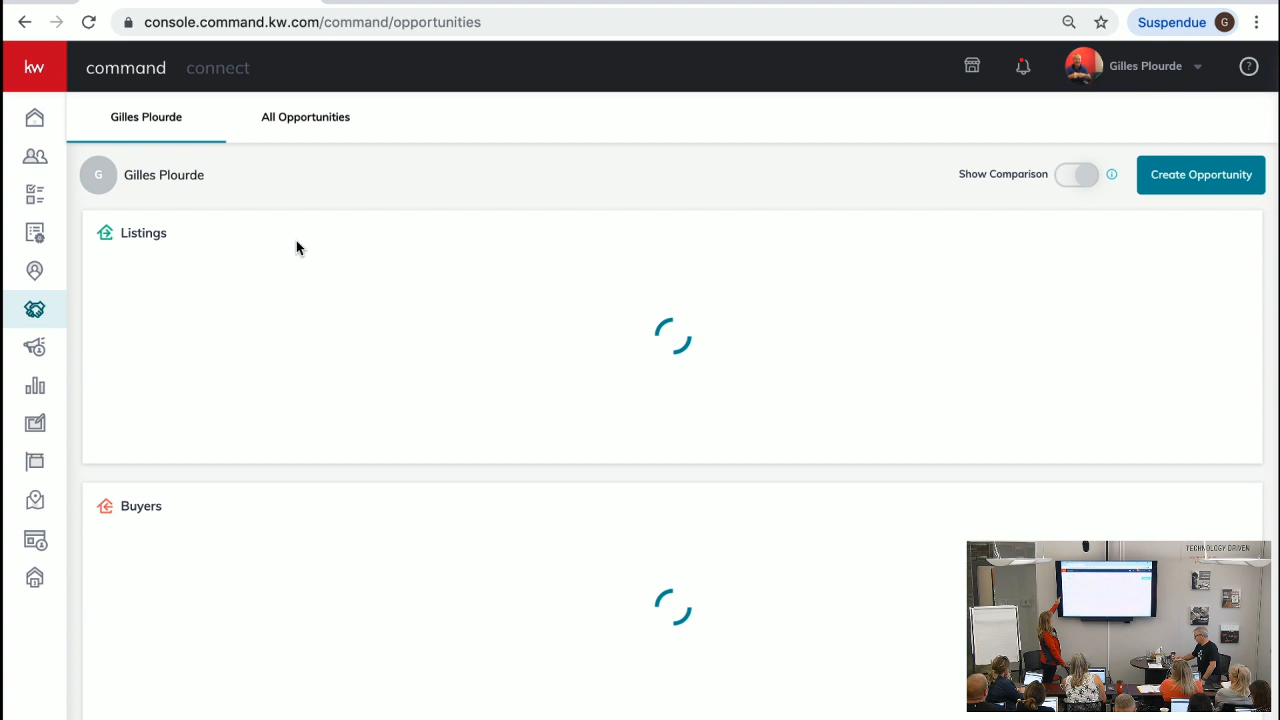 console.command.kw.com/command/opportunities
Suspendue G
kw command connect
Gilles Plourde
?
Gilles Plourde
All Opportunities
G Gilles Plourde
Show Comparison
Create Opportunity
Listings
Buyers
TECHNOLOGY DRIVEN